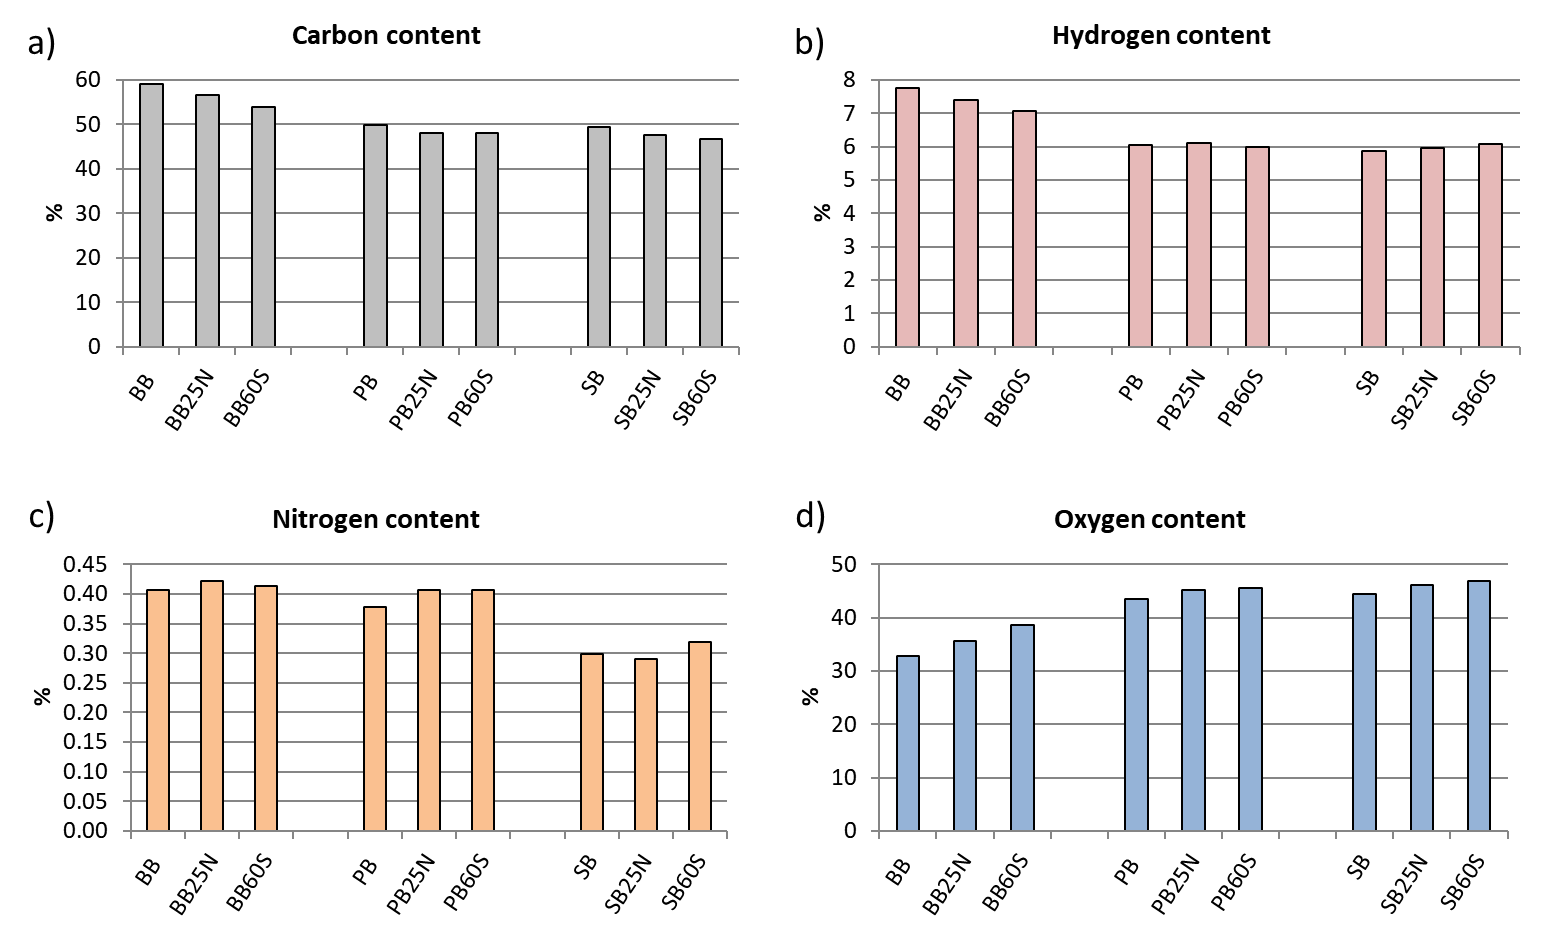 a)
Carbon content
60
50
40
30
20
10
0
%
BB
BB25N
BB60S
PB
PB25N
PB60S
SB
SB25N
SB60S
b)
Hydrogen content
8
7
6
5
4
3
2
1
0
%
BB
BB25N
BB60S
PB
PB25N
PB60S
SB
SB25N
SB60S
c)
Nitrogen content
0.45
0.40
0.35
0.30
0.25
0.20
0.15
0.10
0.05
0.00
%
BB
BB25N
BB60S
PB
PB25N
PB60S
SB
SB25N
SB60S
d)
Oxygen content
50
40
30
20
10
0
%
BB
BB25N
BB60S
PB
PB25N
PB60S
SB
SB25N
SB60S